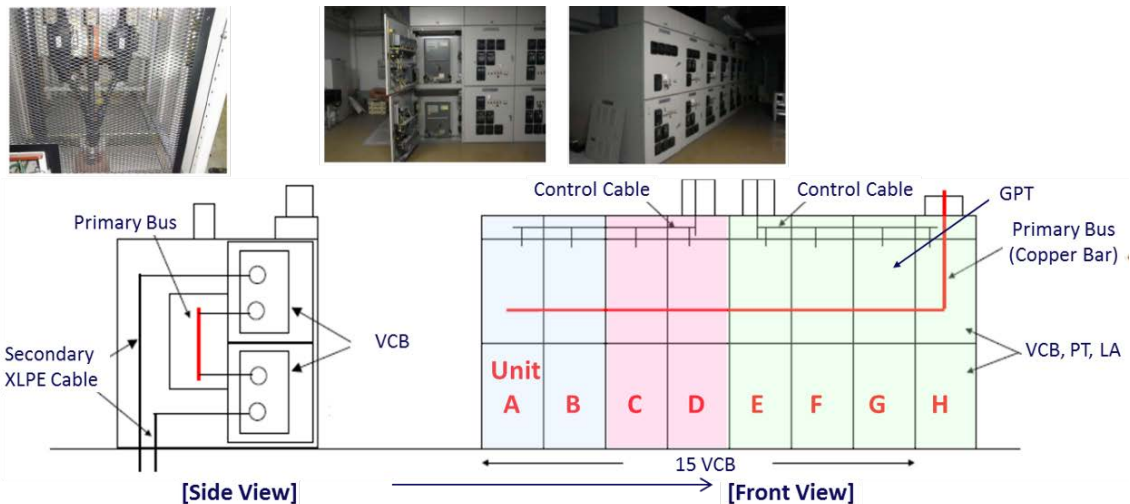 Primary Bus
VCB
Secondary
XLPE Cable
[Side View]
Control Cable
Control Cable
GPT
Primary Bus
(Copper Bar)
VCB, PT, LA
Unit
A B C D E F G H
15 VCB
[Front View]